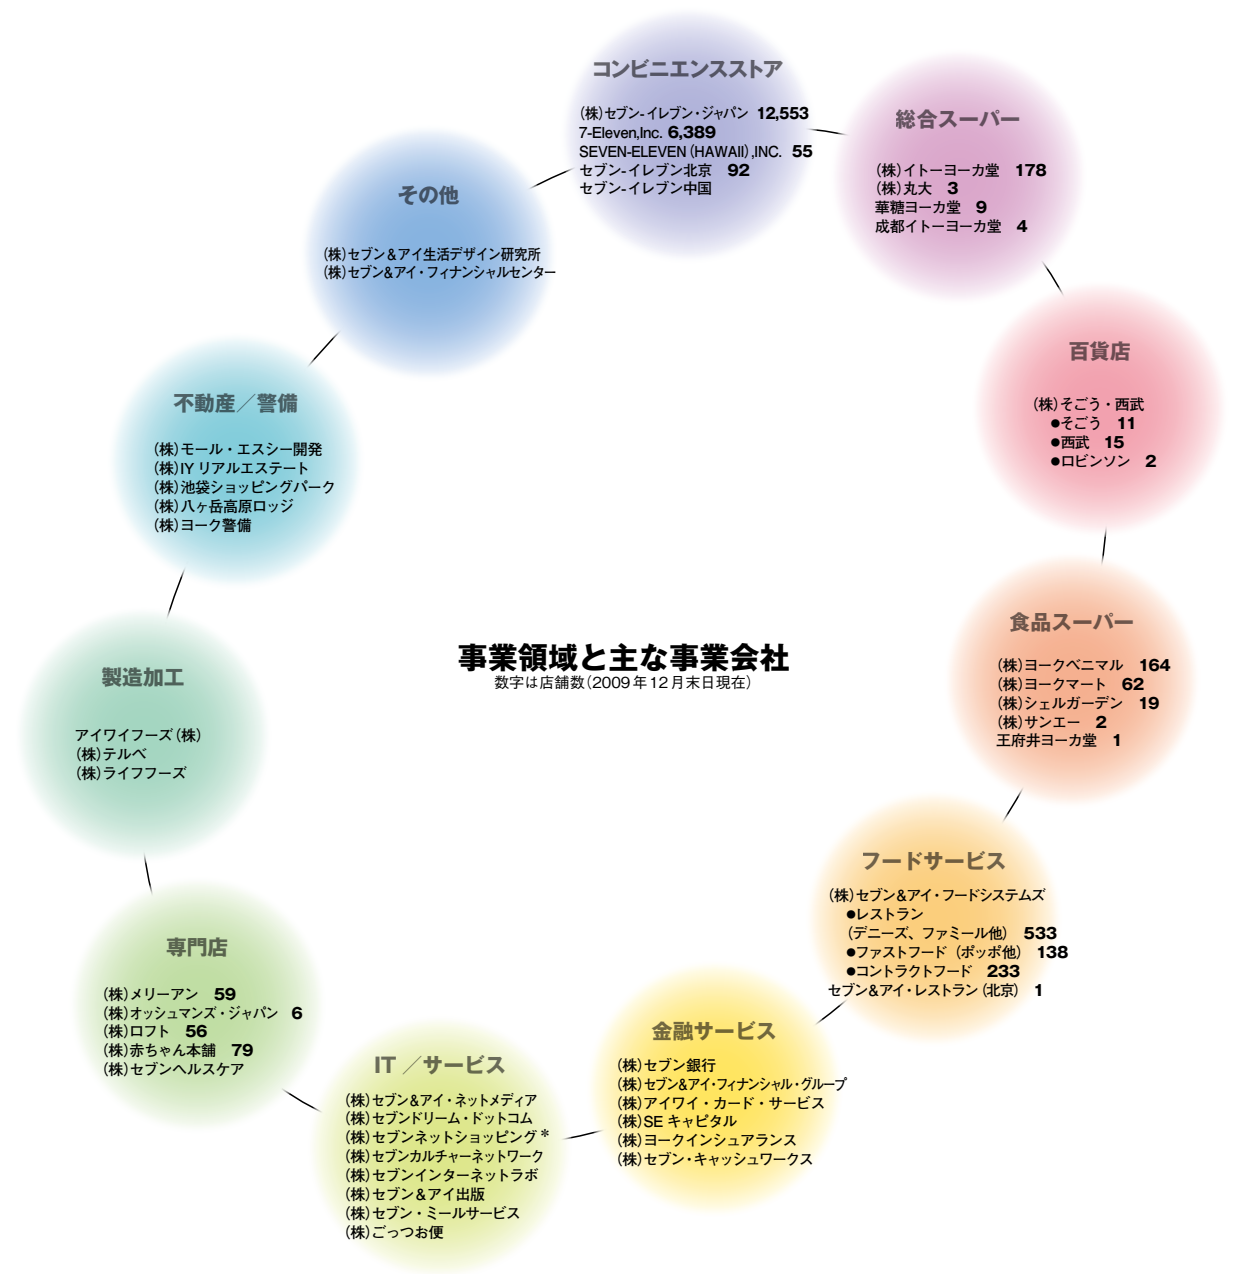 事業領域と主な事業会社
数字は店舗数(2009年12月末日現在)
コンビニエンスストア
(株)セブン-イレブン・ジャパン 12,553
7-Eleven,Inc. 6,389
SEVEN-ELEVEN(HAWAII),INC. 55
セブン-イレブン北京 92
セブン-イレブン中国
総合スーパー
(株)イトーヨーカ堂 178
(株)丸大 3
華糖ヨーカ堂 9
成都イトーヨーカ堂 4
百貨店
(株)そごう・西武
●そごう 11
●西武 15
●ロビンソン 2
食品スーパー
(株)ヨークベニマル 164
(株)ヨークマート 62
(株)シェルガーデン 19
(株)サンエー 2
王府井ヨーカ堂 1
フードサービス
(株)セブン&アイ・フードシステムズ
●レストラン
(デニーズ、ファミール他) 533
●ファストフード(ポッポ他) 138
●コントラクトフード 233
セブン&アイ・レストラン(北京) 1
金融サービス
(株)セブン銀行
(株)セブン&アイ・フィナンシャル・グループ
(株)アイワイ・カード・サービス
(株)SEキャピタル
(株)ヨークインシュアランス
(株)セブン・キャッシュワークス
IT/サービス
(株)セブン&アイ・ネットメディア
(株)セブンドリーム・ドットコム
(株)セブンネットショッピング*
(株)セブンカルチャーネットワーク
(株)セブンインターネットラボ
(株)セブン&アイ出版
(株)セブン・ミールサービス
(株)ごっつお便
専門店
(株)メリーアン 59
(株)オッシュマンズ・ジャパン 6
(株)ロフト 56
(株)赤ちゃん本舗 79
(株)セブンヘルスケア
製造加工
アイワイフーズ(株)
(株)テルベ
(株)ライフフーズ
不動産/警備
(株)モール・エスシー開発
(株)IYリアルエステート
(株)池袋ショッピングパーク
(株)八ヶ岳高原ロッジ
(株)ヨーク警備
その他
(株)セブン&アイ生活デザイン研究所
(株)セブン&アイ・フィナンシャルセンター